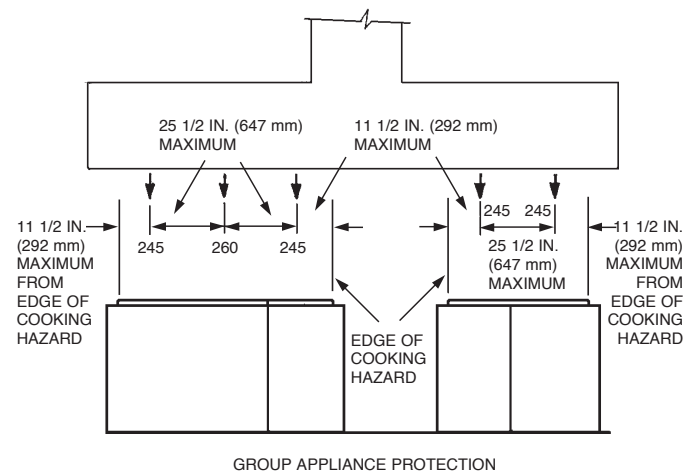 25 1/2 IN. (647 mm)
MAXIMUM
11 1/2 IN. (292 mm)
MAXIMUM
11 1/2 IN.
(292 mm)
MAXIMUM
FROM
EDGE OF
COOKING
HAZARD
245
260
245
245
245
25 1/2 IN.
(647 mm)
MAXIMUM
11 1/2 IN.
(292 mm)
MAXIMUM
FROM
EDGE OF
COOKING
HAZARD
EDGE OF
COOKING
HAZARD
GROUP APPLIANCE PROTECTION